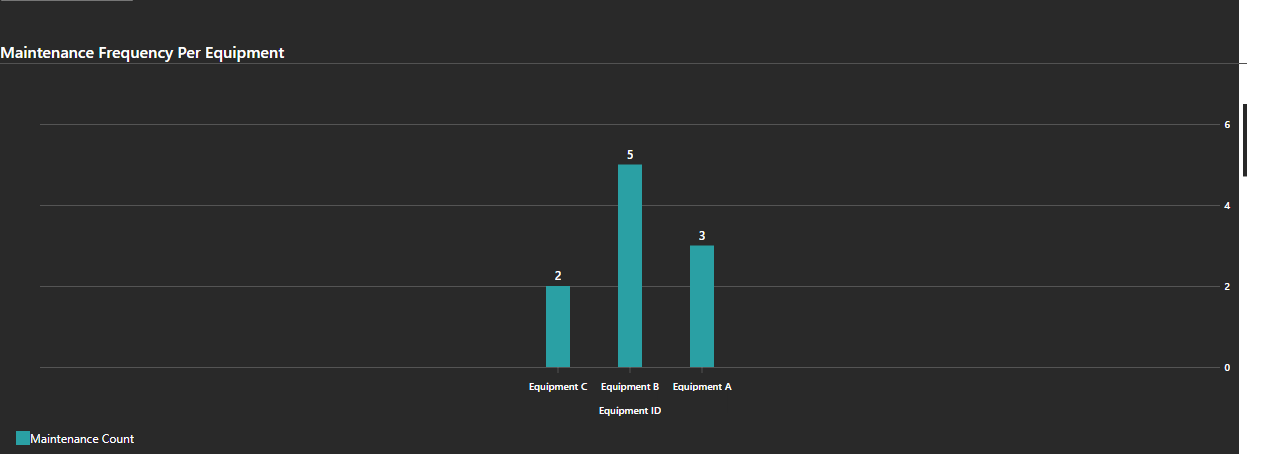 Maintenance Frequency Per Equipment
6
5
4
3
2
2
0
Equipment C Equipment B Equipment A
Equipment ID
Maintenance Count